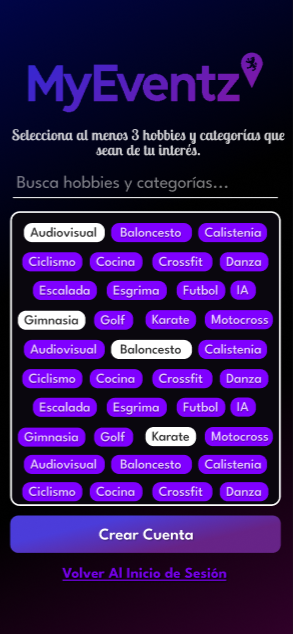 MyEventz
Selecciona al menos 3 hobbies y categorías que
sean de tu interés.
Busca hobbies y categorías...
Audiovisual Baloncesto Calistenia
Ciclismo Cocina Crossfit Danza
Escalada Esgrima Futbol IA
Gimnasia Golf Karate Motocross
Audiovisual Baloncesto Calistenia
Ciclismo Cocina Crossfit Danza
Escalada Esgrima Futbol IA
Gimnasia Golf Karate Motocross
Audiovisual Baloncesto Calistenia
Ciclismo Cocina Crossfit Danza
Crear Cuenta
Volver Al Inicio de Sesión